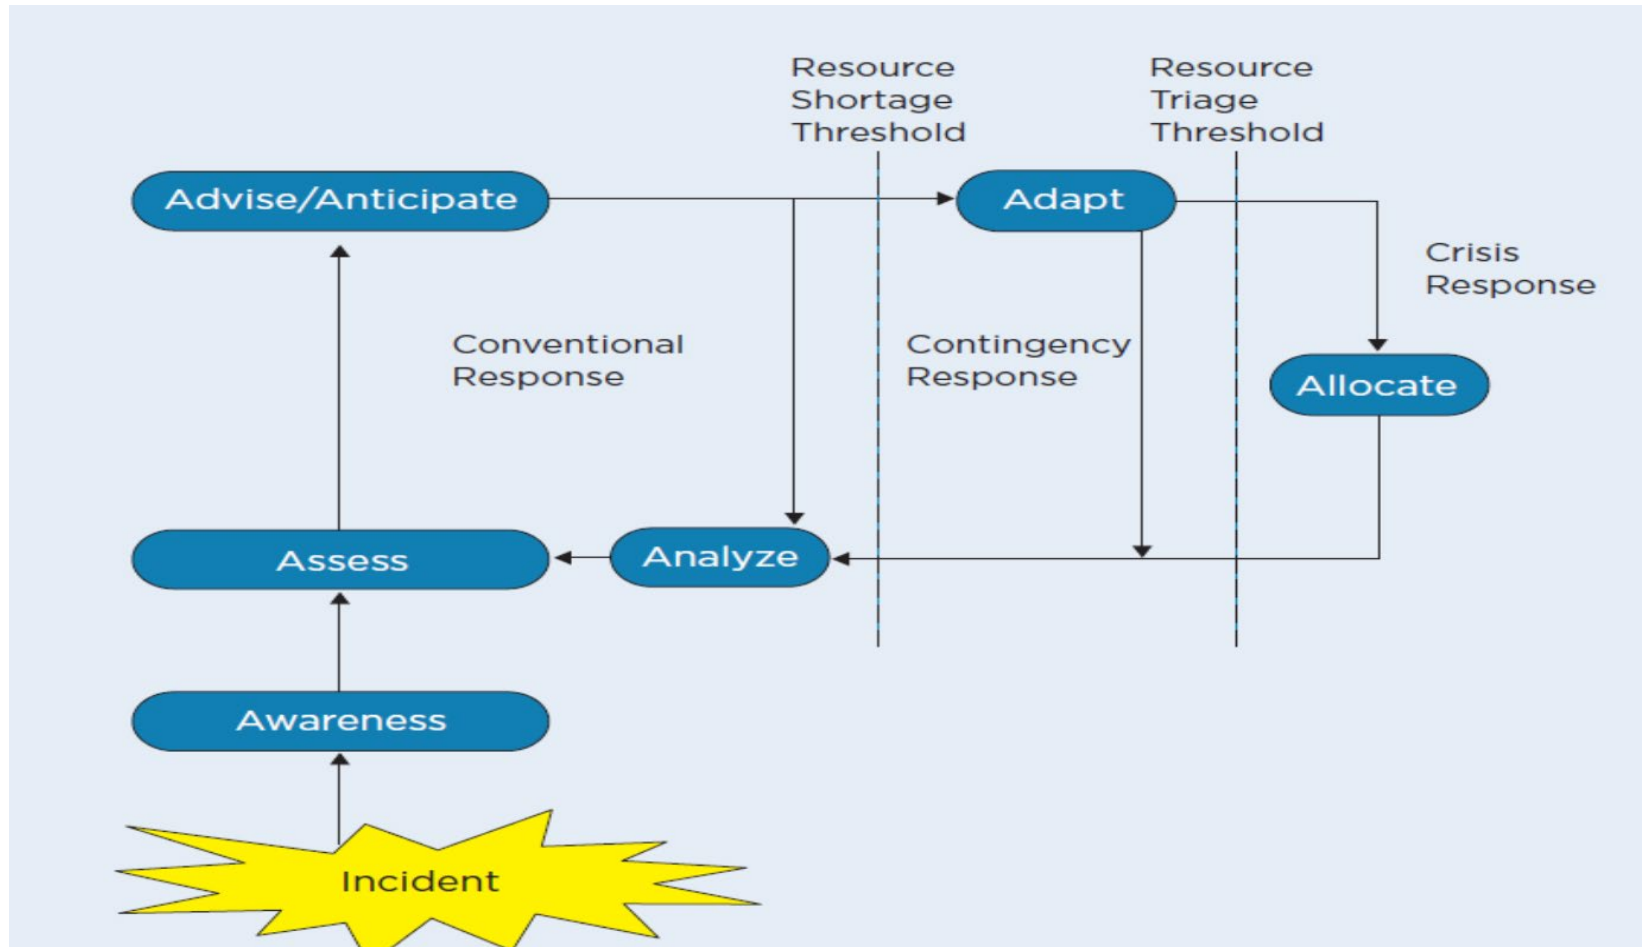 Resource
Shortage
Threshold
Resource
Triage
Threshold
Advise/Anticipate
Adapt
Crisis
Response
Conventional
Response
Contingency
Response
Allocate
Assess
Analyze
Awareness
Incident